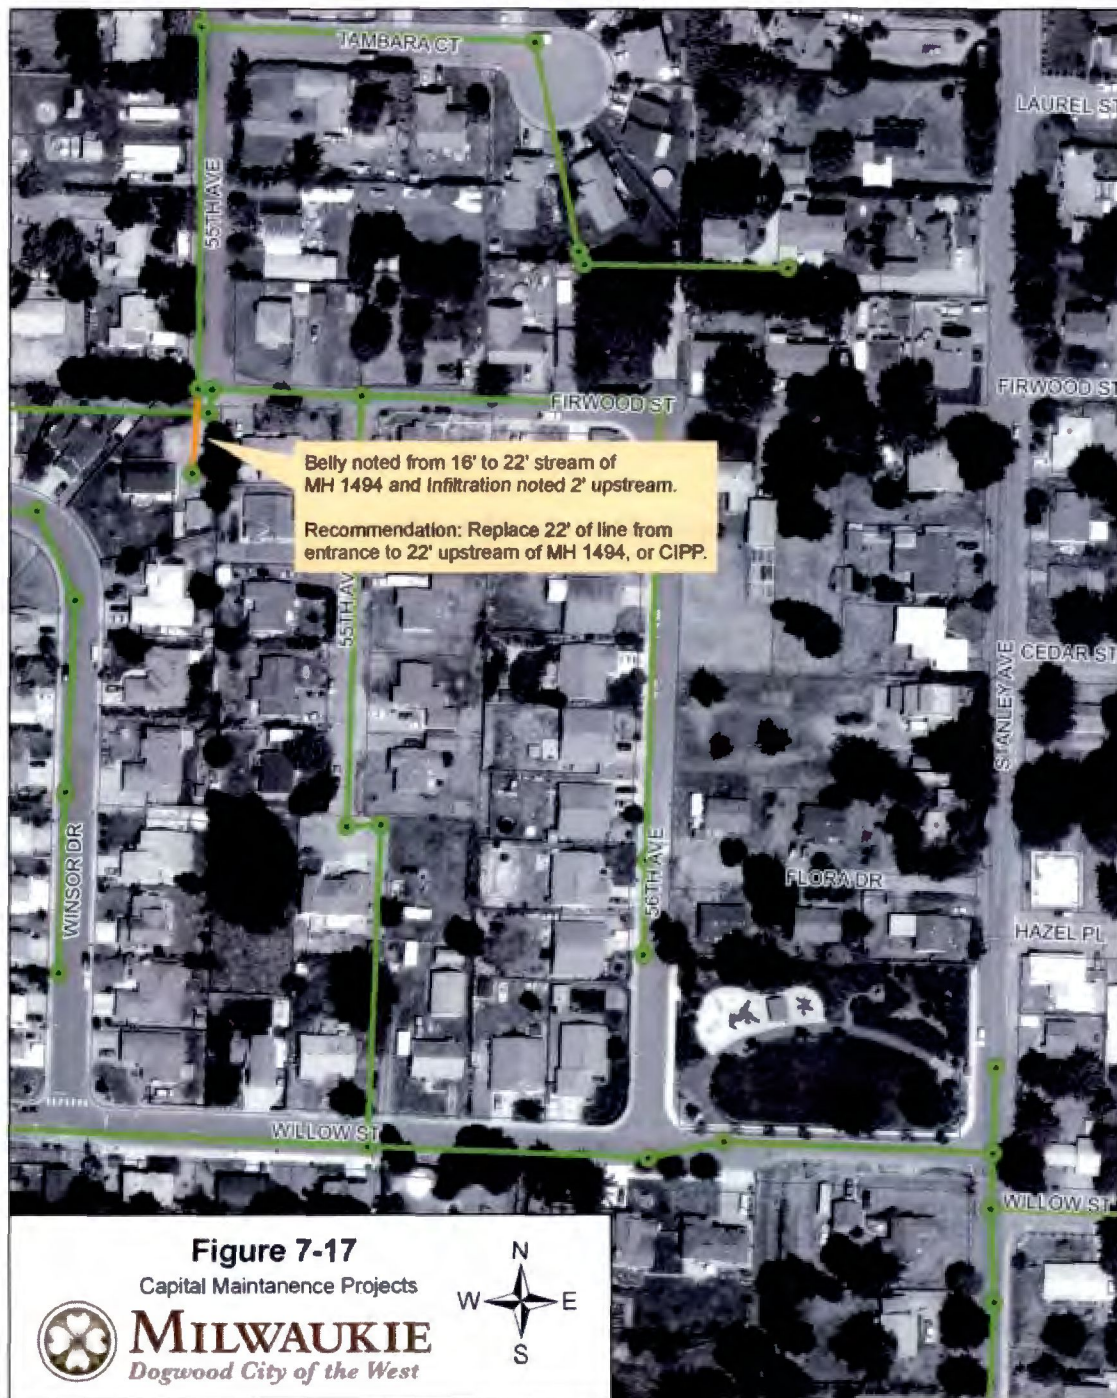 TAMBARA CT
LAUREL ST
55TH AVE
FIRWOOD ST
FIRWOOD ST
Belly noted from 16' to 22' stream of
MH 1494 and Infiltration noted 2' upstream.
Recommendation: Replace 22' of line from
entrance to 22' upstream of MH 1494, or CIPP.
55TH AV
CEDAR ST
STANLEY AVE
WINSOR DR
56TH AVE
FLORA DR
HAZEL PL
WILLOW ST
WILLOW ST
Figure 7-17
Capital Maintanence Projects
MILWAUKIE
Dogwood City of the West
N
W
E
S